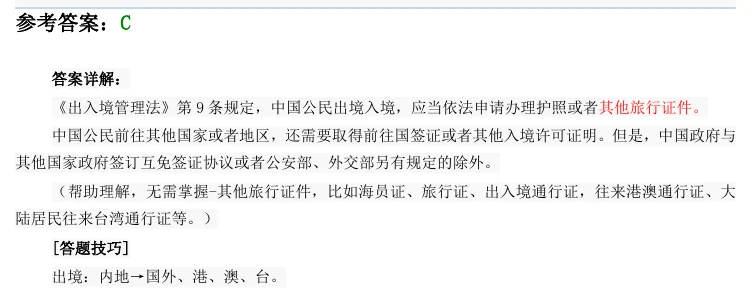 参考答案：C
答案详解：
《出入境管理法》第 9 条规定，中国公民出境入境，应当依法申请办理护照或者其他旅行证件。
中国公民前往其他国家或者地区，还需要取得前往国签证或者其他入境许可证明。但是，中国政府与
其他国家政府签订互免签证协议或者公安部、外交部另有规定的除外。
（帮助理解，无需掌握-其他旅行证件，比如海员证、旅行证、出入境通行证，往来港澳通行证、大
陆居民往来台湾通行证等。）
[答题技巧]
出境：内地→国外、港、澳、台。